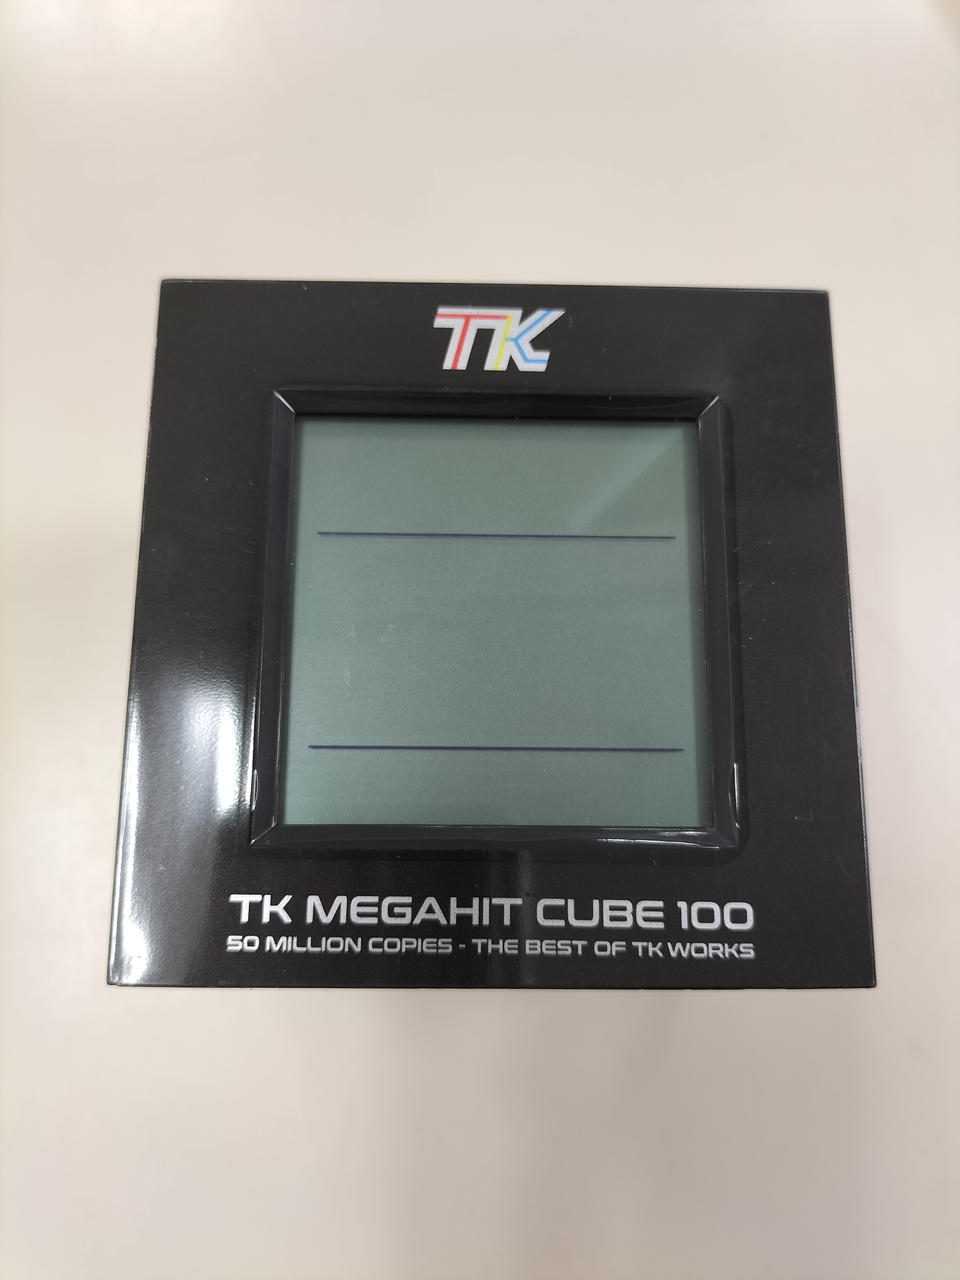 TK
TK MEGAHIT CUBE 100
50 MILLION COPIES - THE BEST OF TK WORKS